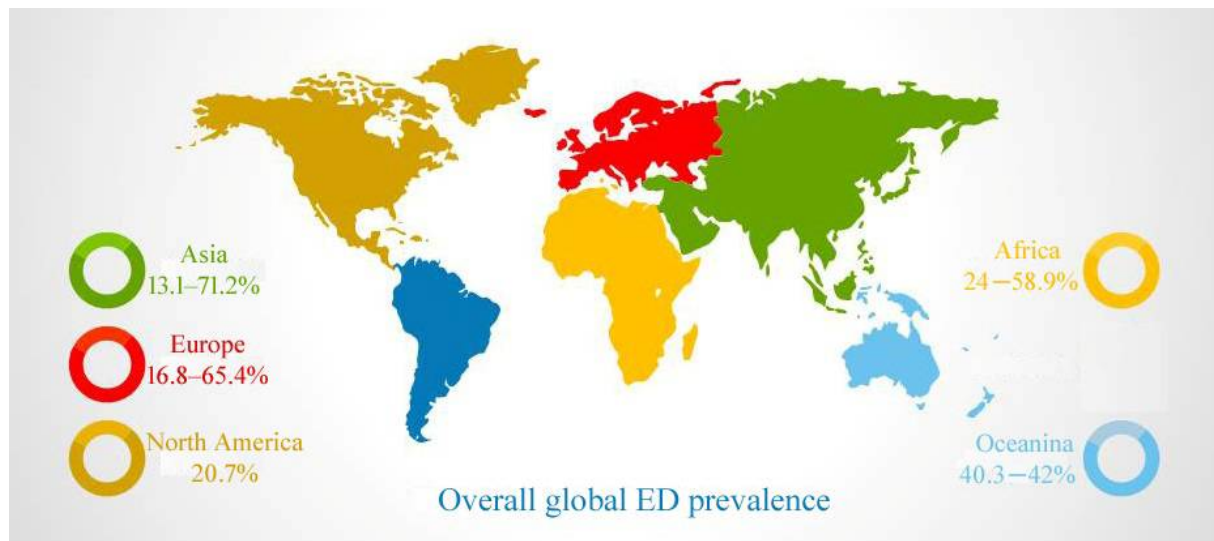 Asia
13.1–71.2%
Europe
16.8–65.4%
North America
20.7%
Africa
24–58.9%
Oceanina
40.3–42%
Overall global ED prevalence